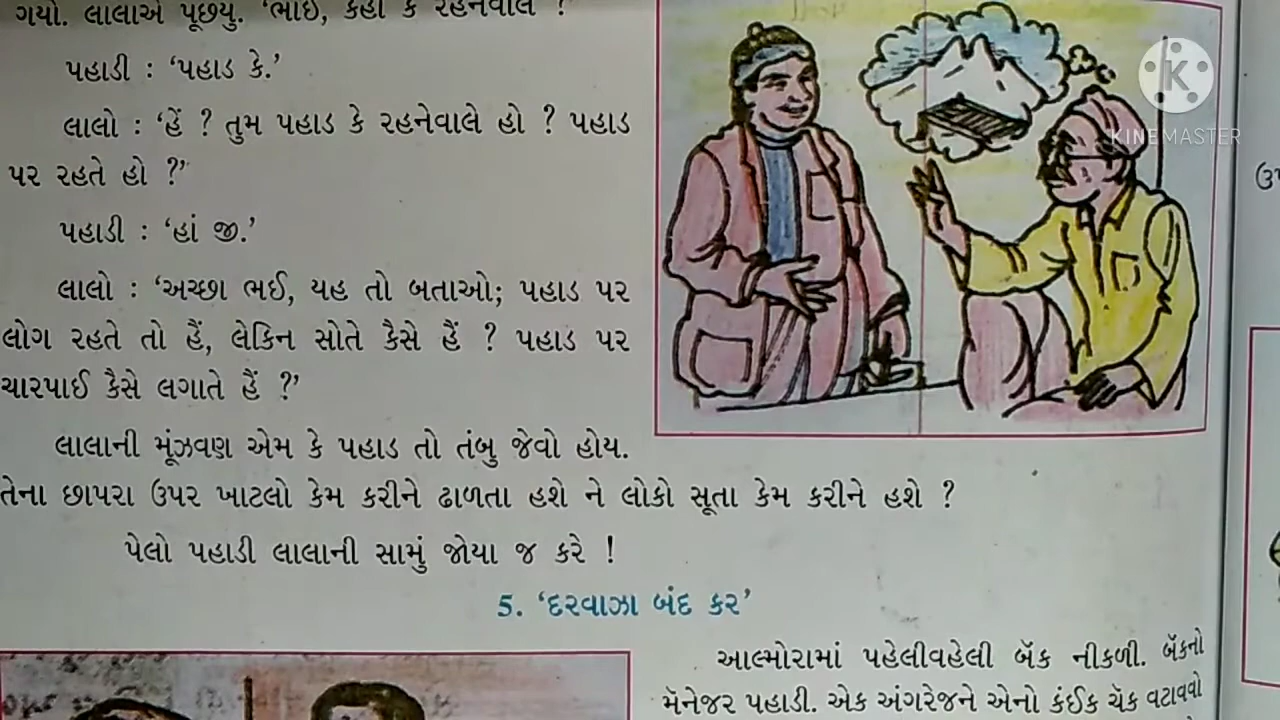 ગયો. લાલાએ પૂછ્યુ. ‘ભાઈ, કહાં કે રહનેવાલે ?
પહાડી : ‘પહાડ કે.’
લાલો : ‘હેં ? તુમ પહાડ કે રહનેવાલે હો ? પહાડ
પર રહતે હો ?’
પહાડી : ‘હાં જી.’
લાલો : ‘અચ્છા ભઈ, યહ તો બતાઓ; પહાડ પર
લોગ રહતે તો હૈં, લેકિન સોતે કૈસે હૈં ? પહાડ પર
ચારપાઈ કૈસે લગાતે હૈં ?’
લાલાની મૂંઝવણ એમ કે પહાડ તો તંબુ જેવો હોય.
તેના છાપરા ઉપર ખાટલો કેમ કરીને ઢાળતા હશે ને લોકો સૂતા કેમ કરીને હશે ?
પેલો પહાડી લાલાની સામું જોયા જ કરે !
5. ‘દરવાઝા બંદ કર’
આલ્મોરામાં પહેલીવહેલી બૅંક નીકળી. બૅંકનો
મૅનેજર પહાડી. એક અંગરેજને એનો કંઈક ચૅક વટાવવો
KINEMASTER